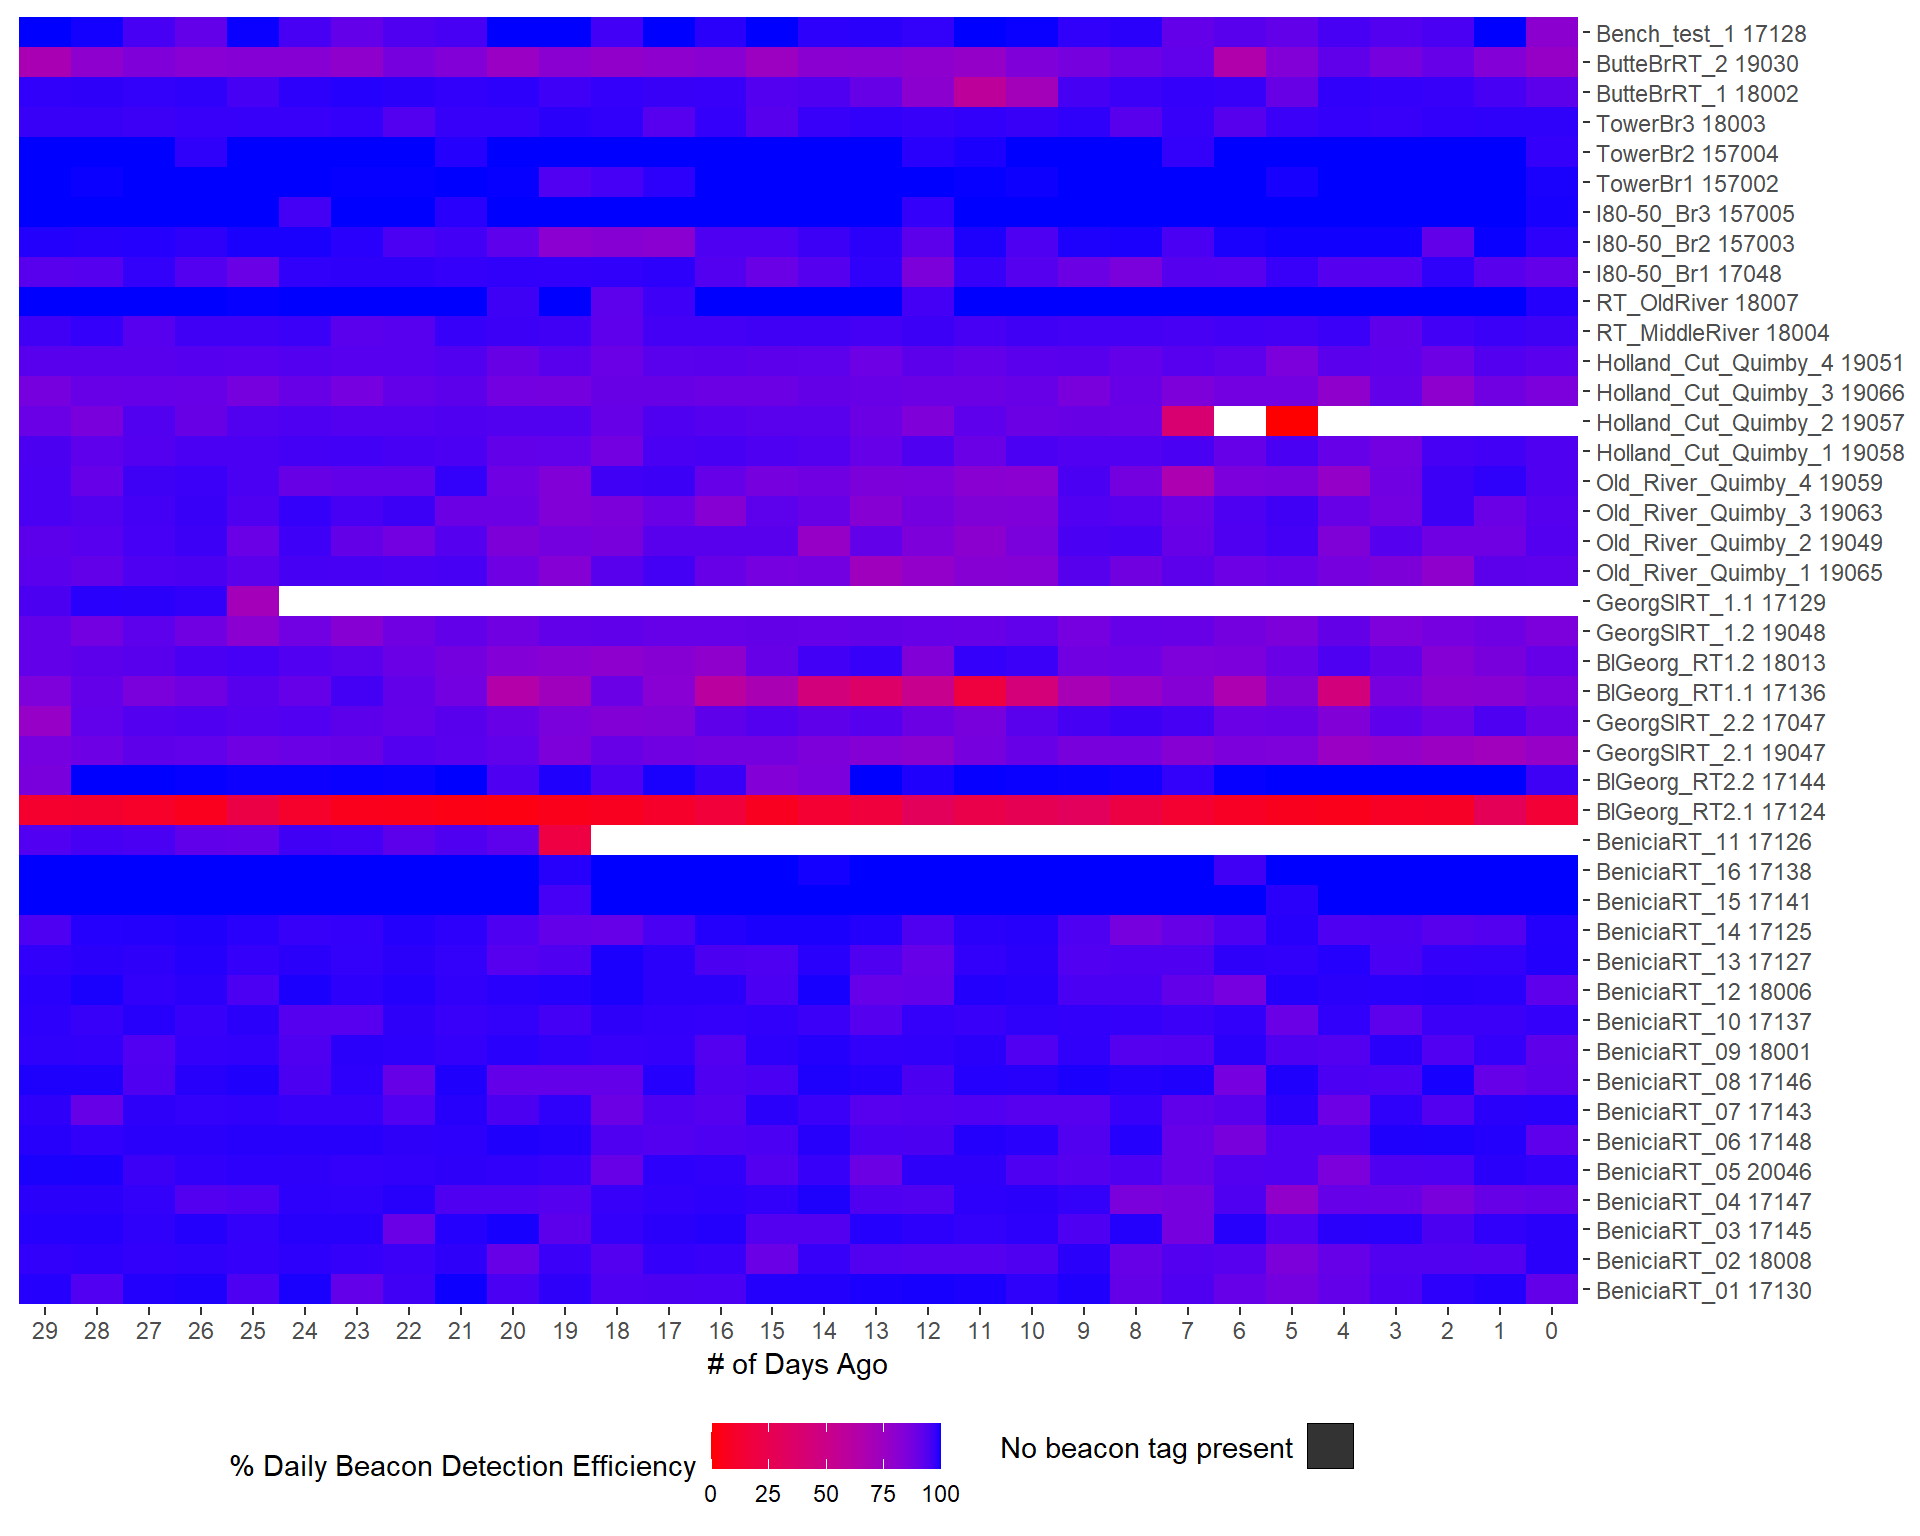 Bench_test_1 17128
ButteBrRT_2 19030
ButteBrRT_1 18002
TowerBr3 18003
TowerBr2 157004
TowerBr1 157002
I80-50_Br3 157005
I80-50_Br2 157003
I80-50_Br1 17048
RT_OldRiver 18007
RT_MiddleRiver 18004
Holland_Cut_Quimby_4 19051
Holland_Cut_Quimby_3 19066
Holland_Cut_Quimby_2 19057
Holland_Cut_Quimby_1 19058
Old_River_Quimby_4 19059
Old_River_Quimby_3 19063
Old_River_Quimby_2 19049
Old_River_Quimby_1 19065
GeorgSlRT_1.1 17129
GeorgSlRT_1.2 19048
BlGeorg_RT1.2 18013
BlGeorg_RT1.1 17136
GeorgSlRT_2.2 17047
GeorgSlRT_2.1 19047
BlGeorg_RT2.2 17144
BlGeorg_RT2.1 17124
BeniciaRT_11 17126
BeniciaRT_16 17138
BeniciaRT_15 17141
BeniciaRT_14 17125
BeniciaRT_13 17127
BeniciaRT_12 18006
BeniciaRT_10 17137
BeniciaRT_09 18001
BeniciaRT_08 17146
BeniciaRT_07 17143
BeniciaRT_06 17148
BeniciaRT_05 20046
BeniciaRT_04 17147
BeniciaRT_03 17145
BeniciaRT_02 18008
BeniciaRT_01 17130
29 28 27 26 25 24 23 22 21 20 19 18 17 16 15 14 13 12 11 10 9 8 7 6 5 4 3 2 1 0
# of Days Ago
% Daily Beacon Detection Efficiency
0 25 50 75 100
No beacon tag present